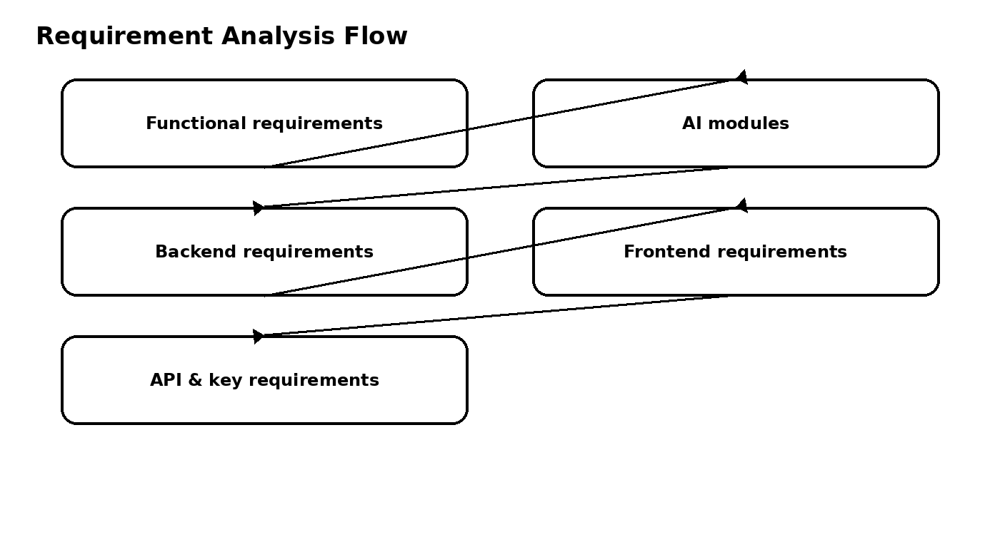 Requirement Analysis Flow
Functional requirements
AI modules
Backend requirements
Frontend requirements
API & key requirements